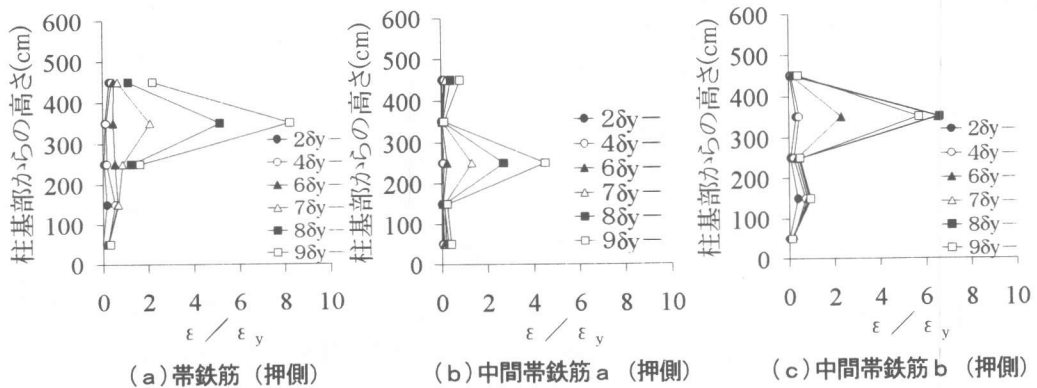 柱基部からの高さ(cm)
600
500
400
300
200
100
0
0 2 4 6 8 10
ε／ε y
2δy－
4δy－
6δy－
7δy－
8δy－
9δy－
(a)帯鉄筋（押側）
柱基部からの高さ(cm)
600
500
400
300
200
100
0
0 2 4 6 8 10
ε／ε y
2δy－
4δy－
6δy－
7δy－
8δy－
9δy－
(b)中間帯鉄筋a（押側）
柱基部からの高さ(cm)
600
500
400
300
200
100
0
0 2 4 6 8 10
ε／ε y
2δy－
4δy－
6δy－
7δy－
8δy－
9δy－
(c)中間帯鉄筋b（押側）